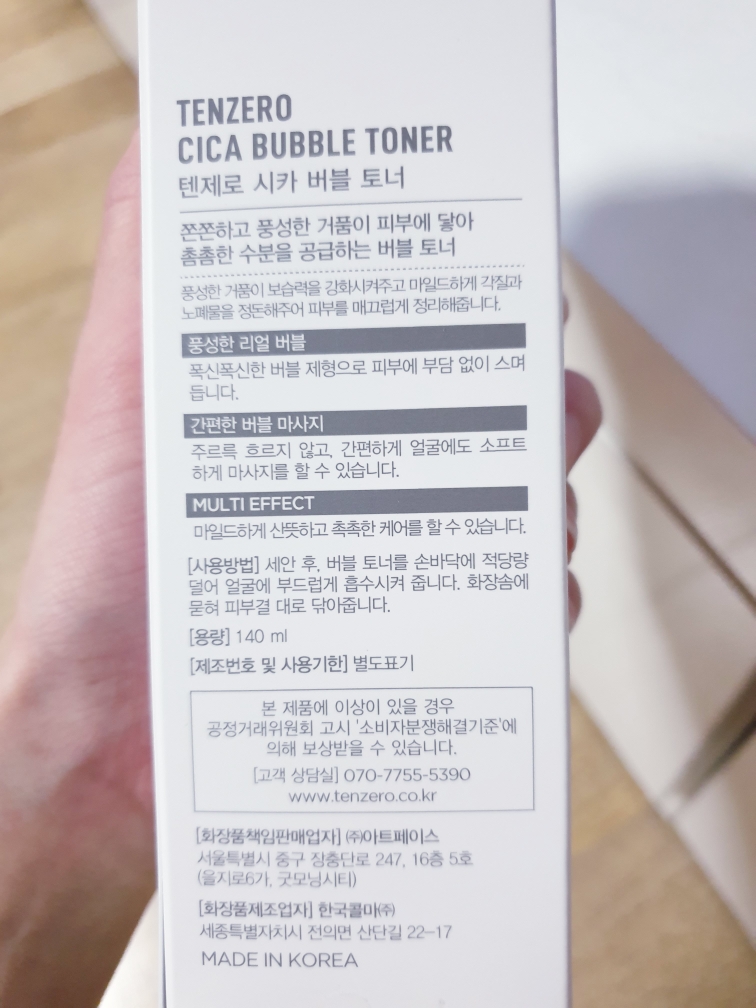 TENZERO
CICA BUBBLE TONER
텐제로 시카 버블 토너
쫀쫀하고 풍성한 거품이 피부에 닿아
촘촘한 수분을 공급하는 버블 토너
풍성한 거품이 보습력을 강화시켜주고 마일드하게 각질과
노폐물을 정돈해주어 피부를 매끄럽게 정리해줍니다.
풍성한 리얼 버블
폭신폭신한 버블 제형으로 피부에 부담 없이 스며
듭니다.
간편한 버블 마사지
주르륵 흐르지 않고, 간편하게 얼굴에도 소프트
하게 마사지를 할 수 있습니다.
MULTI EFFECT
마일드하게 산뜻하고 촉촉한 케어를 할 수 있습니다.
[사용방법] 세안 후, 버블 토너를 손바닥에 적당량
덜어 얼굴에 부드럽게 흡수시켜 줍니다. 화장솜에
묻혀 피부결 대로 닦아줍니다.
[용량] 140 ml
[제조번호 및 사용기한] 별도표기
본 제품에 이상이 있을 경우
공정거래위원회 고시 '소비자분쟁해결기준'에
의해 보상받을 수 있습니다.
[고객 상담실] 070-7755-5390
www.tenzero.co.kr
[화장품책임판매업자] ㈜아트페이스
서울특별시 중구 장충단로 247, 16층 5호
(을지로6가, 굿모닝시티)
[화장품제조업자] 한국콜마㈜
세종특별자치시 전의면 산단길 22-17
MADE IN KOREA